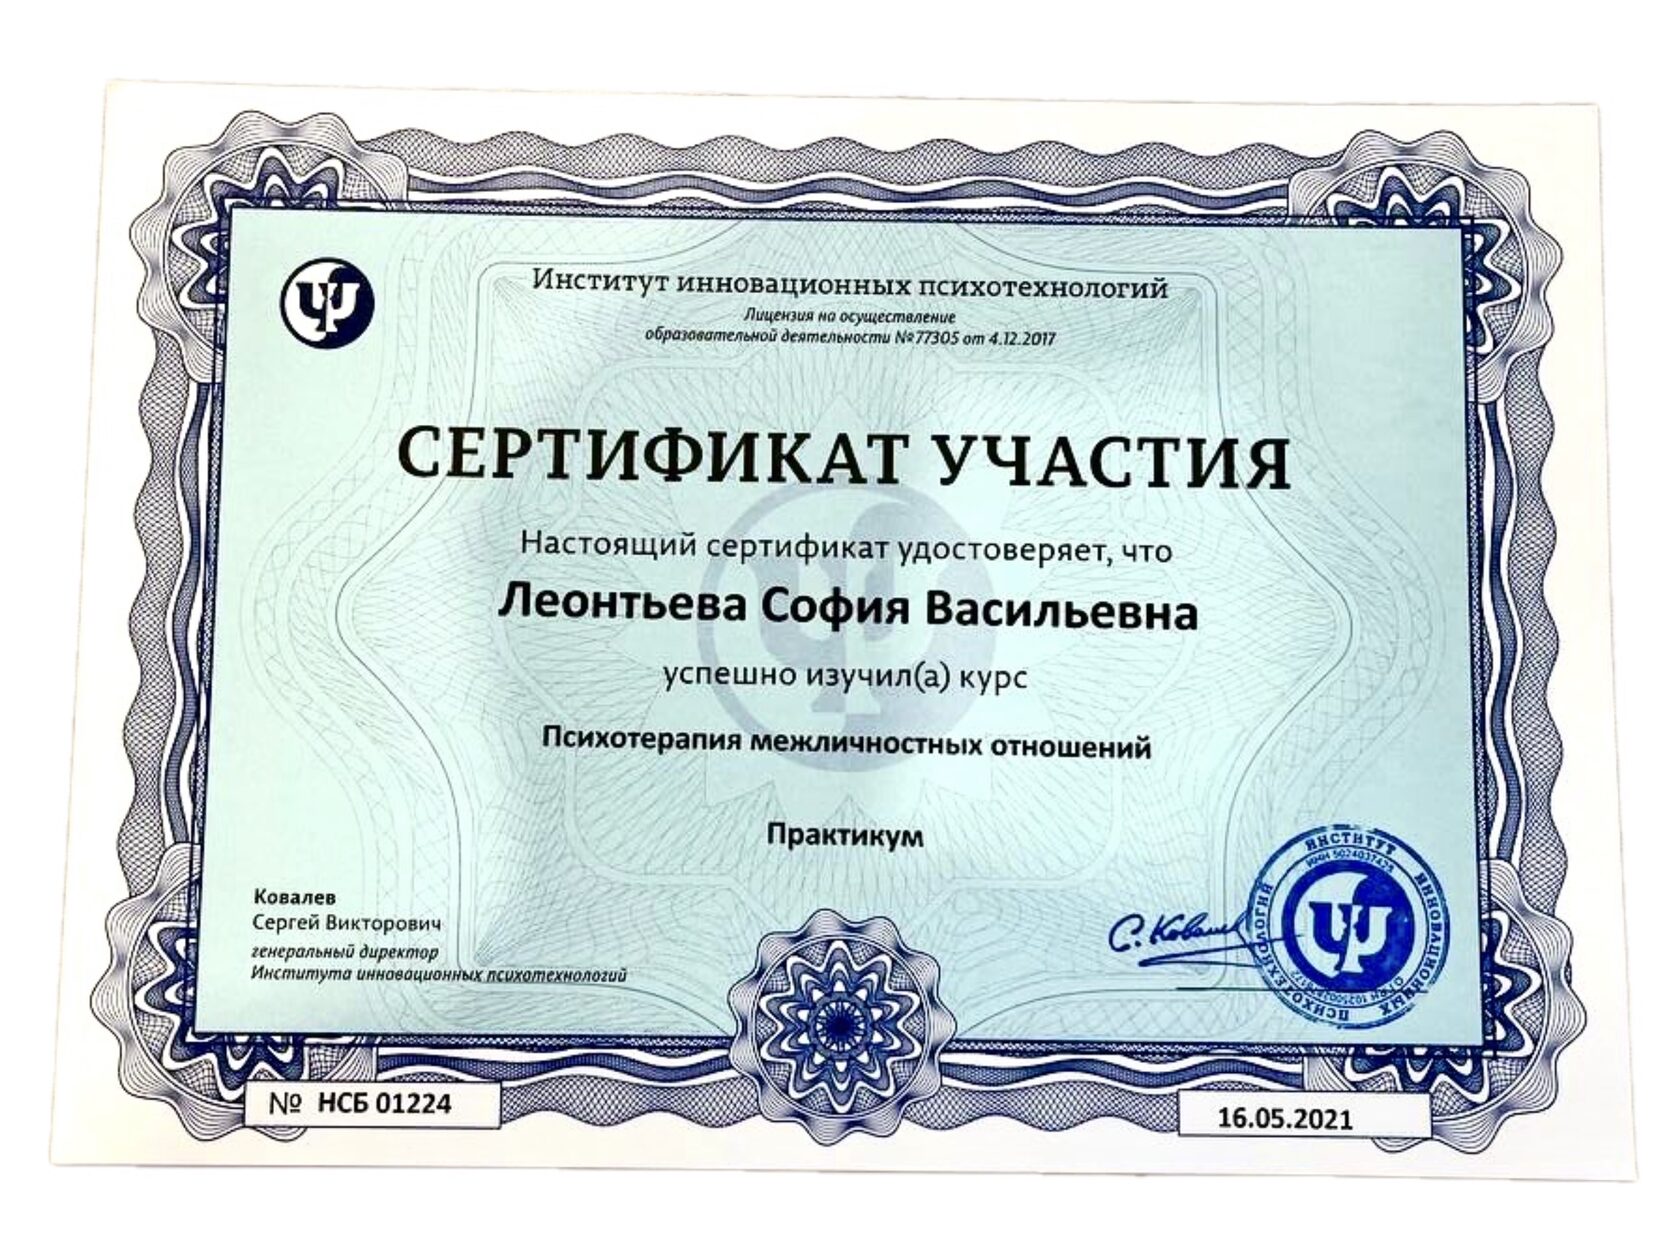 Институт инновационных психотехнологий
Лицензия на осуществление
образовательной деятельности №77305 от 4.12.2017
СЕРТИФИКАТ УЧАСТИЯ
Настоящий сертификат удостоверяет, что
Леонтьева София Васильевна
успешно изучил(а) курс
Психотерапия межличностных отношений
Практикум
Ковалев
Сергей Викторович
генеральный директор
Института инновационных психотехнологий
С. Ковалев
ИНСТИТУТ ИННОВАЦИОННЫХ ПСИХОТЕХНОЛОГИЙ
ИНН 5024037425
№ НСБ 01224
16.05.2021